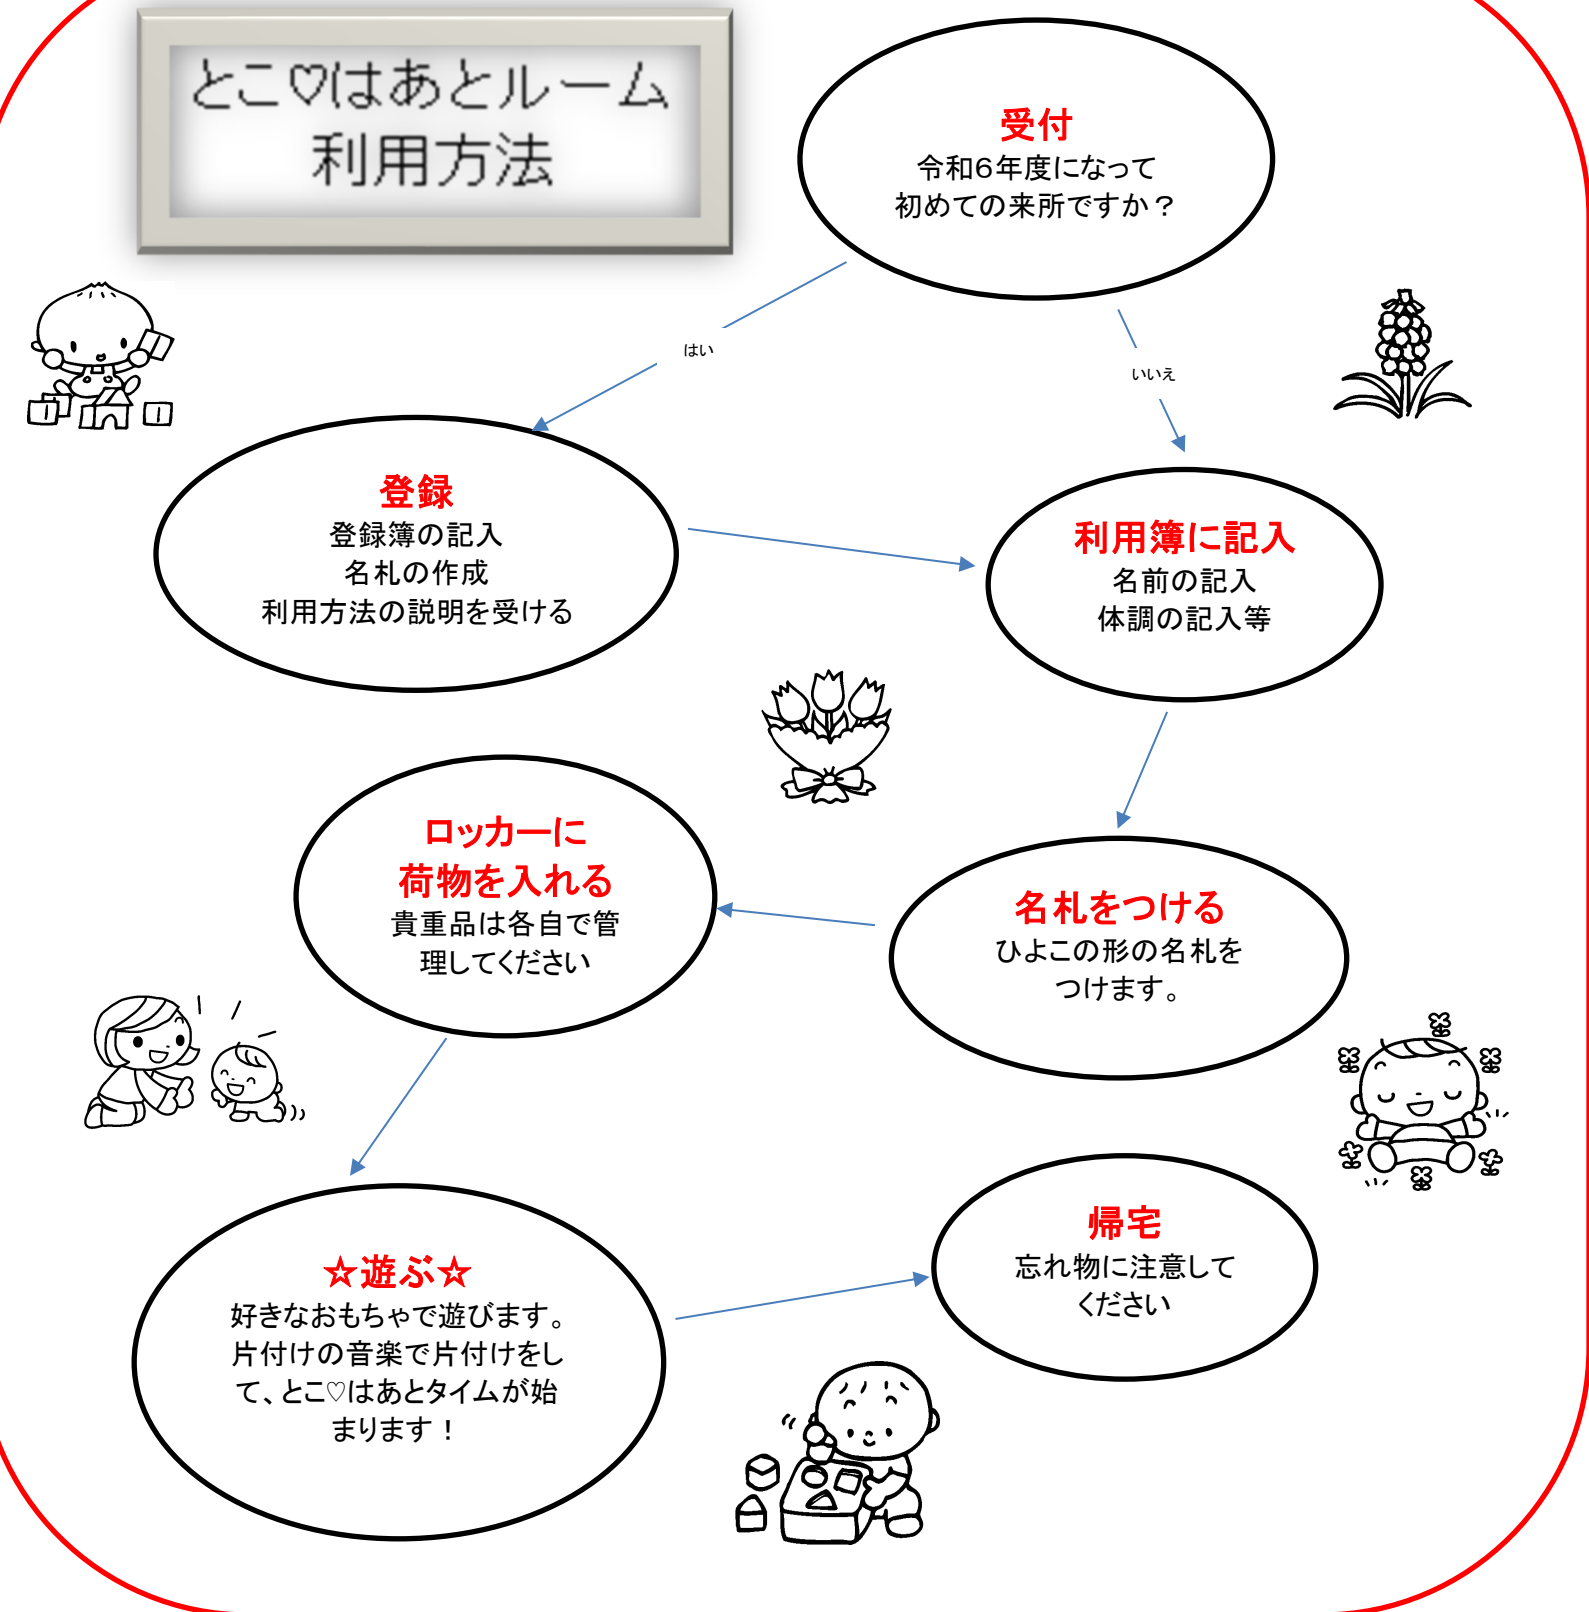 とこ♡はあとルーム
利用方法
受付
令和6年度になって
初めての来所ですか？
はい
いいえ
登録
登録簿の記入
名札の作成
利用方法の説明を受ける
利用簿に記入
名前の記入
体調の記入等
ロッカーに
荷物を入れる
貴重品は各自で管
理してください
名札をつける
ひよこの形の名札を
つけます。
☆遊ぶ☆
好きなおもちゃで遊びます。
片付けの音楽で片付けをし
て、とこ♡はあとタイムが始
まります！
帰宅
忘れ物に注意して
ください